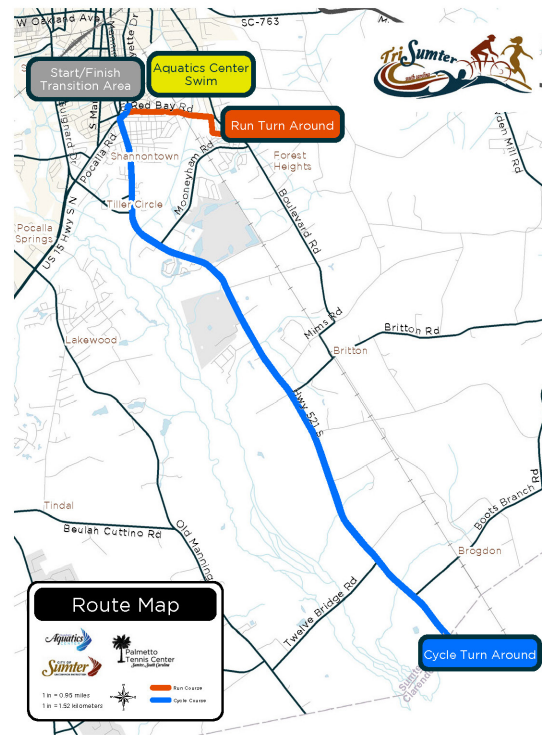 W Oakland Ave
SC-763
Tri Sumter
Start/Finish
Transition Area
Aquatics Center
Swim
Red Bay Rd
Run Turn Around
Pocalla Rd
Shannontown
Forest
Heights
Mooneyham Rd
Boulevard Rd
Tiller Circle
Pocalla
Springs
US 15 Hwy S N
Mims Rd
Britton Rd
Britton
Lakewood
Hwy 521 S
Tindal
Beulah Cuttino Rd
Old Manning
Boots Branch Rd
Brogdon
Twelve Bridge Rd
Cycle Turn Around
Route Map
Aquatics
Sumter
Palmetto
Tennis Center
Sumter, South Carolina
Run Course
Cycle Course
1 in = 0.95 miles
1 in = 1.52 kilometers